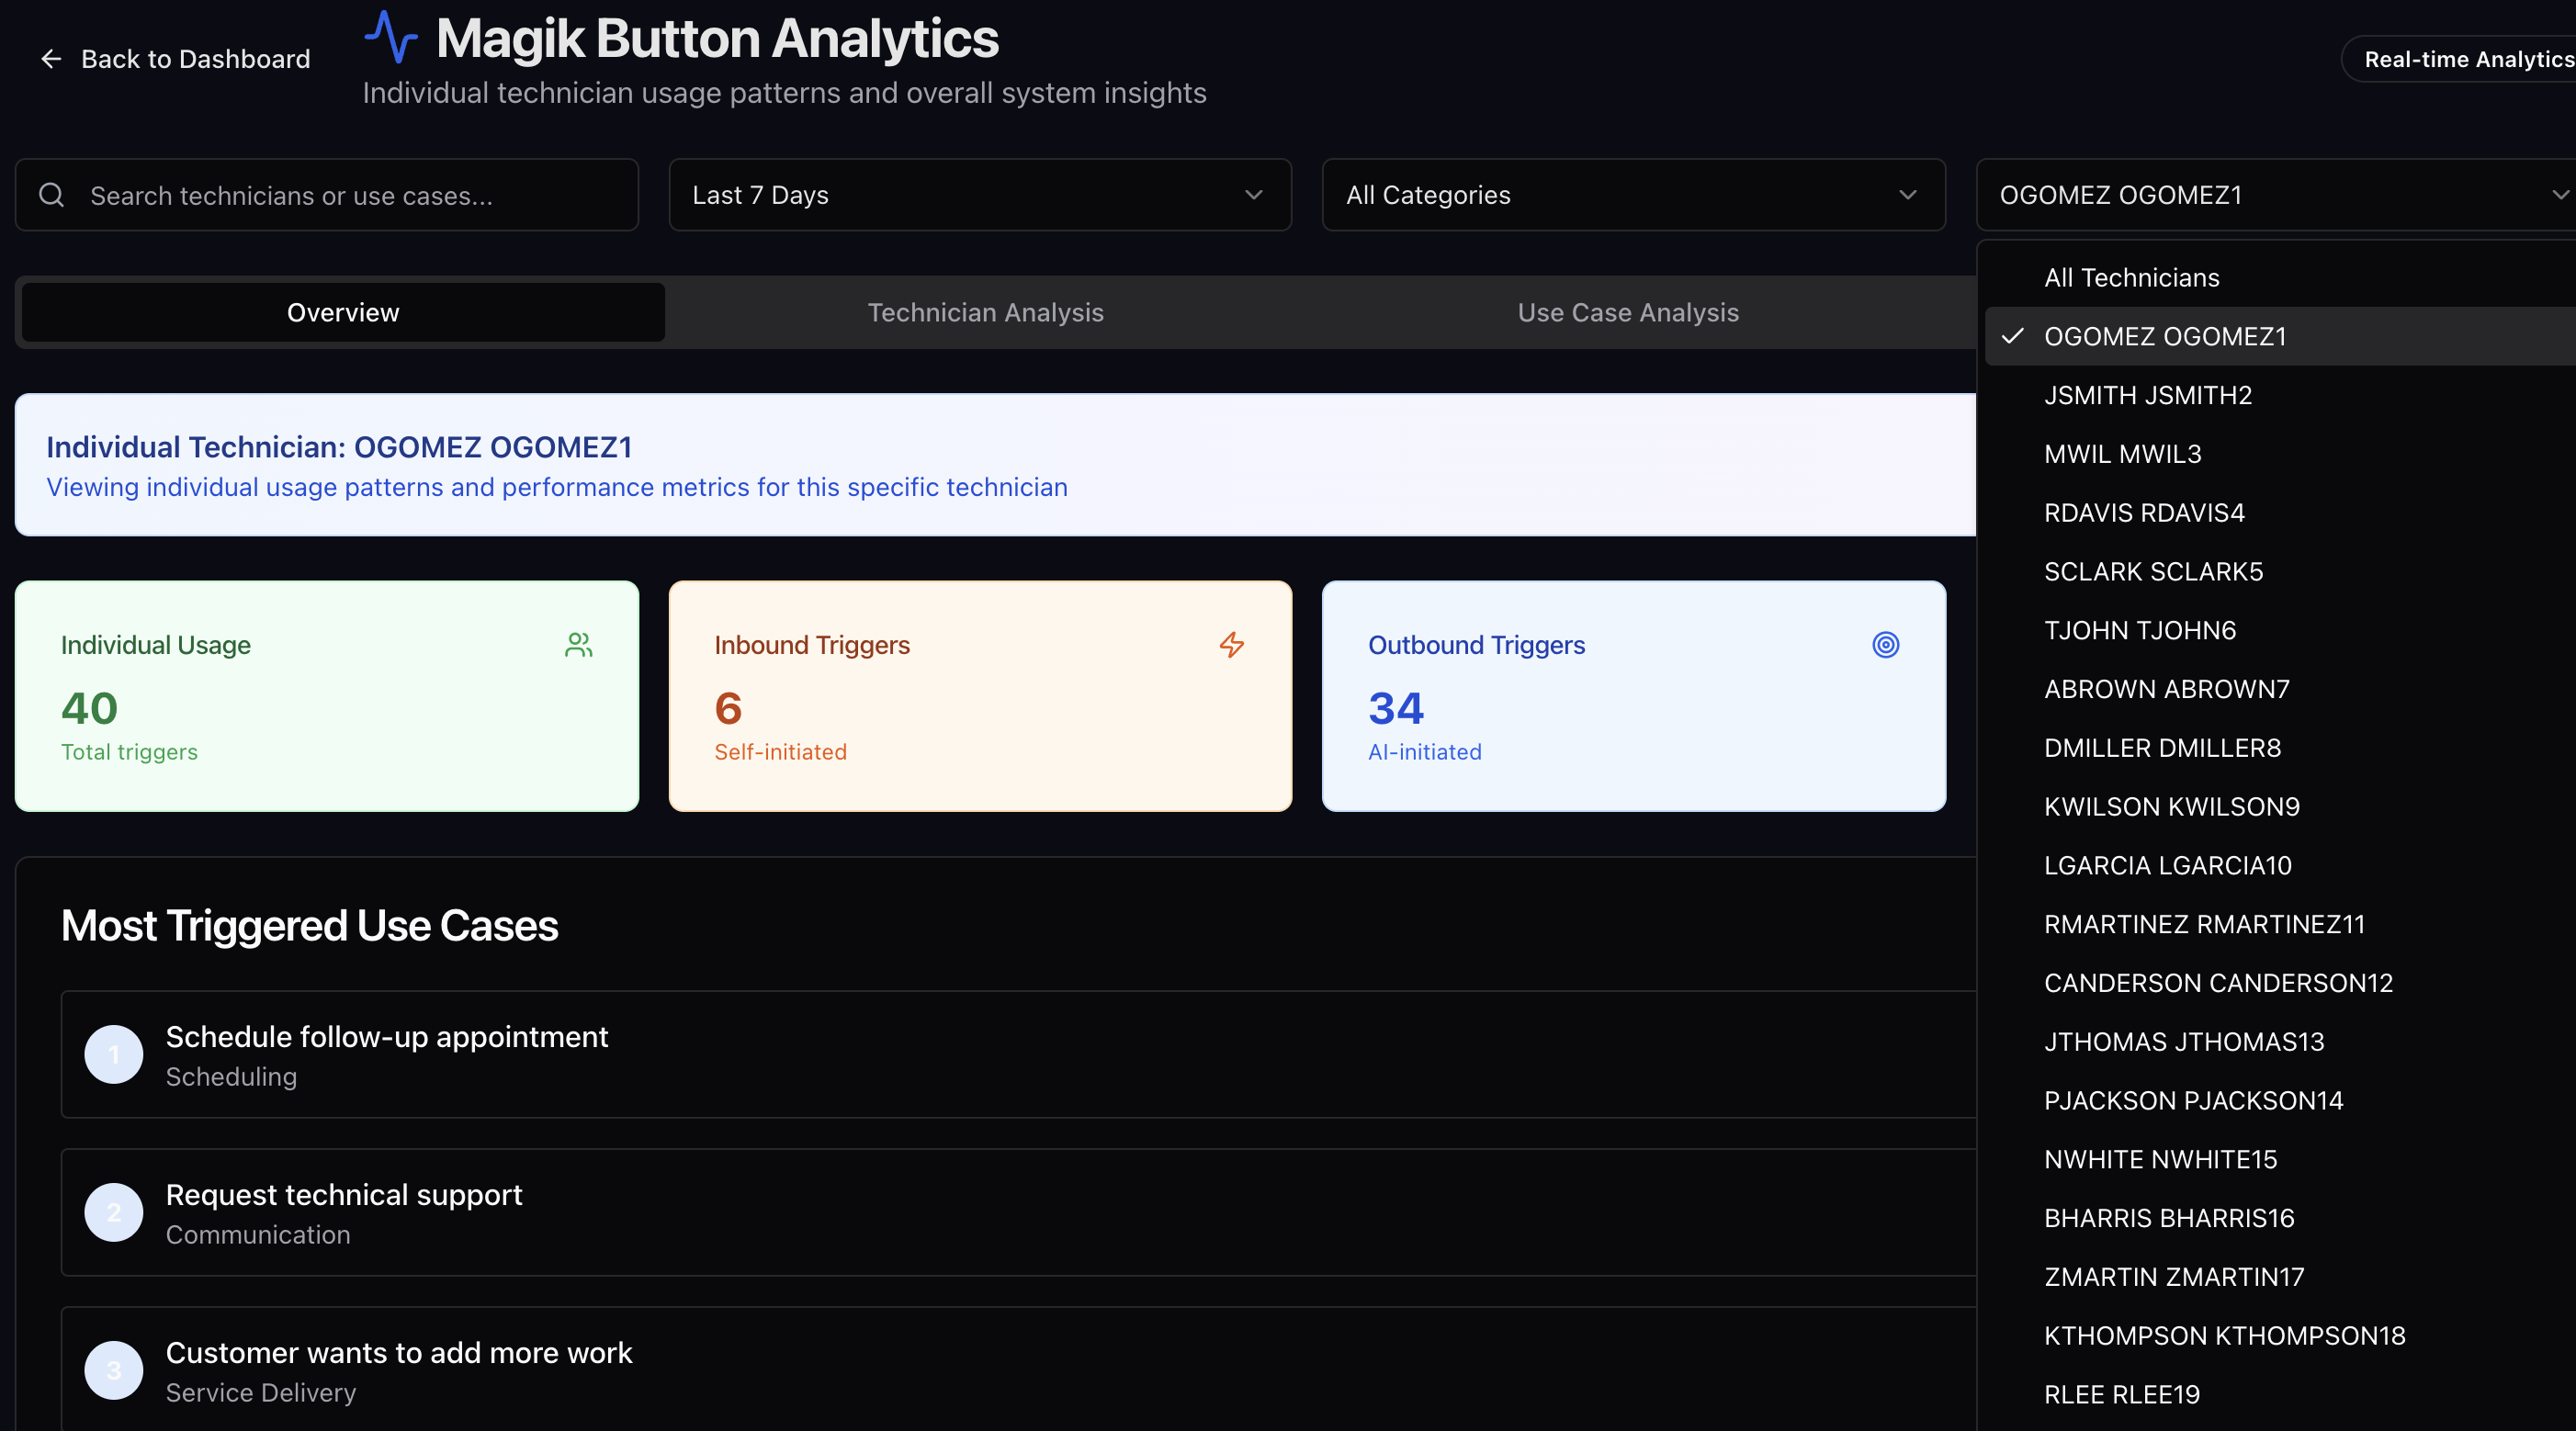 Back to Dashboard
Magik Button Analytics
Individual technician usage patterns and overall system insights
Real-time Analytics
Search technicians or use cases...
Last 7 Days
All Categories
OGOMEZ OGOMEZ1
Overview
Technician Analysis
Use Case Analysis
Individual Technician: OGOMEZ OGOMEZ1
Viewing individual usage patterns and performance metrics for this specific technician
Individual Usage
40
Total triggers
Inbound Triggers
6
Self-initiated
Outbound Triggers
34
AI-initiated
Most Triggered Use Cases
1
Schedule follow-up appointment
Scheduling
2
Request technical support
Communication
3
Customer wants to add more work
Service Delivery
All Technicians
OGOMEZ OGOMEZ1
JSMITH JSMITH2
MWIL MWIL3
RDAVIS RDAVIS4
SCLARK SCLARK5
TJOHN TJOHN6
ABROWN ABROWN7
DMILLER DMILLER8
KWILSON KWILSON9
LGARCIA LGARCIA10
RMARTINEZ RMARTINEZ11
CANDERSON CANDERSON12
JTHOMAS JTHOMAS13
PJACKSON PJACKSON14
NWHITE NWHITE15
BHARRIS BHARRIS16
ZMARTIN ZMARTIN17
KTHOMPSON KTHOMPSON18
RLEE RLEE19